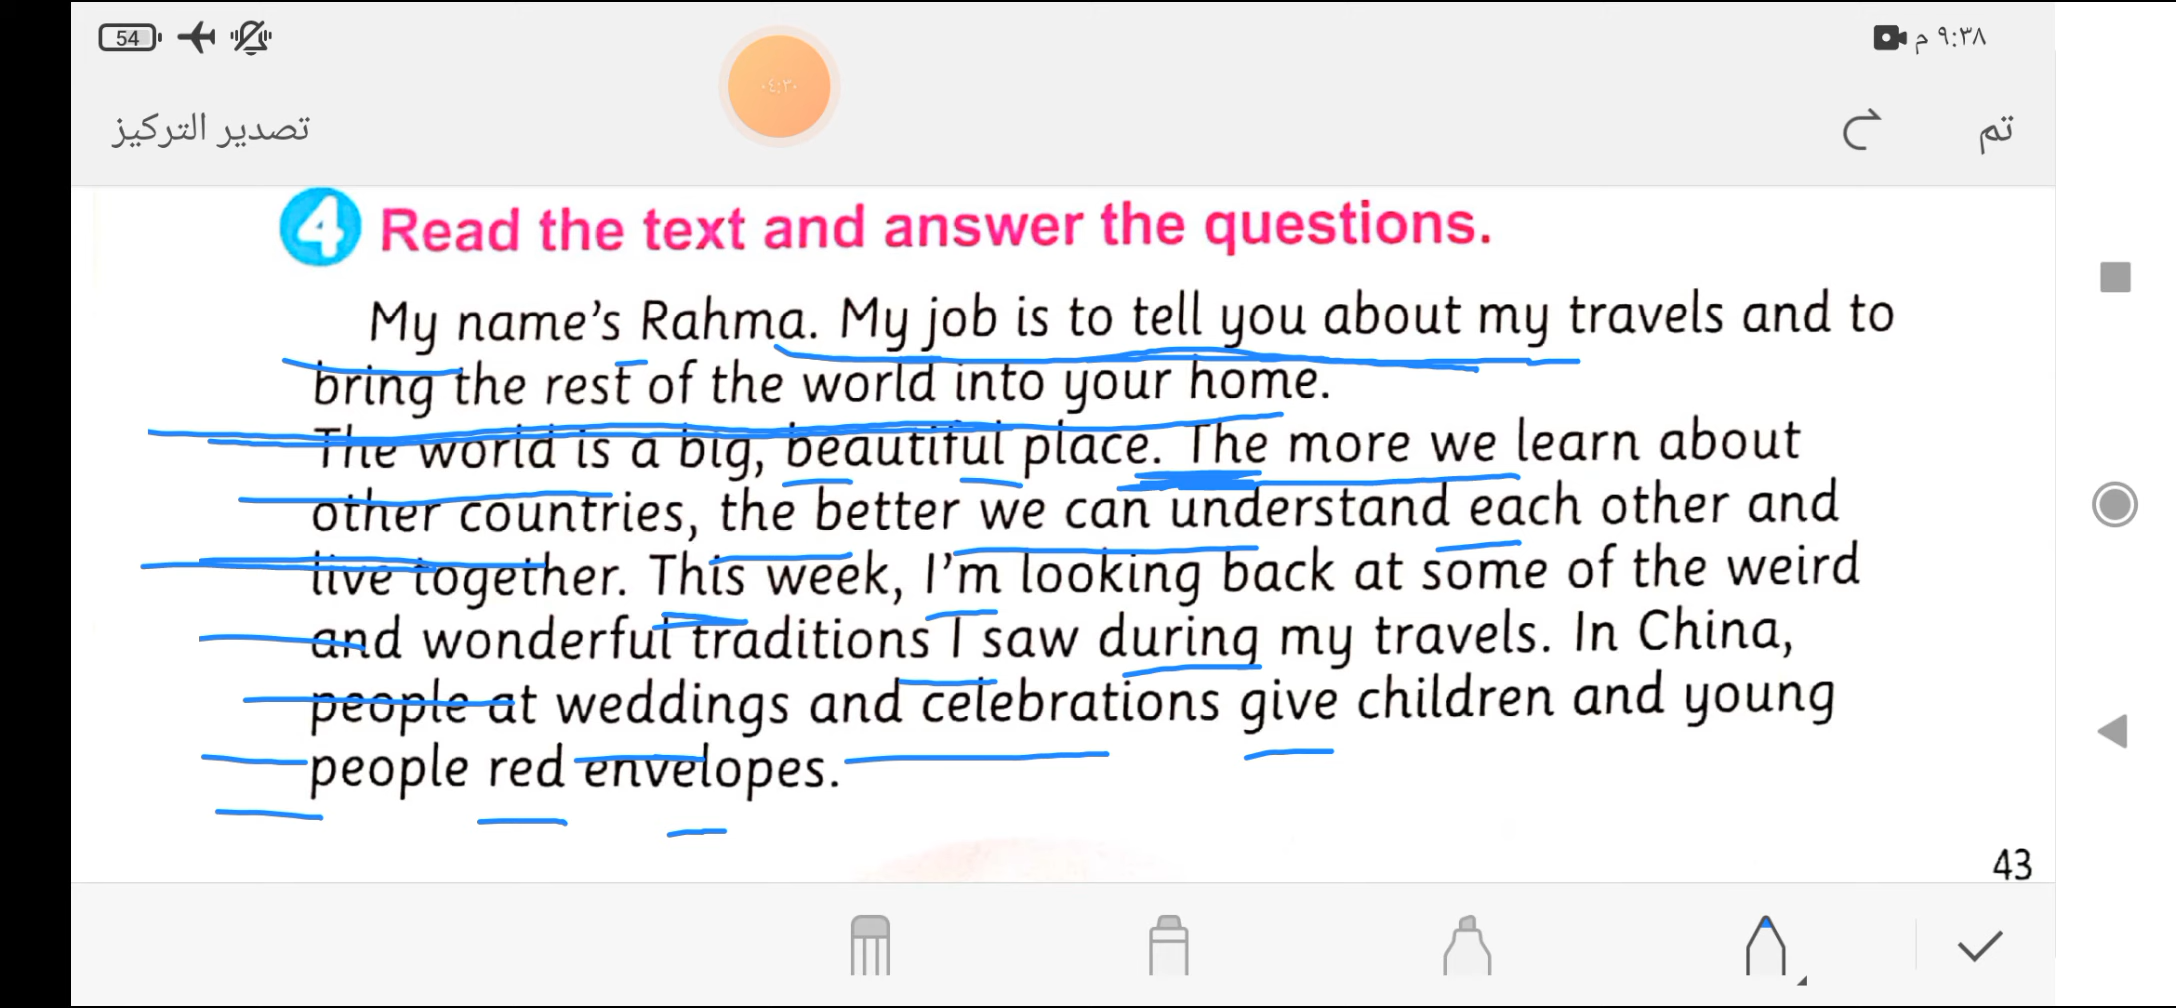 54
٩:٣٨ م
٠٤:٣٠
تصدير التركيز
تم
4 Read the text and answer the questions.
My name's Rahma. My job is to tell you about my travels and to
bring the rest of the world into your home.
The world is a big, beautiful place. The more we learn about
other countries, the better we can understand each other and
live together. This week, I'm looking back at some of the weird
and wonderful traditions I saw during my travels. In China,
people at weddings and celebrations give children and young
people red envelopes.
43